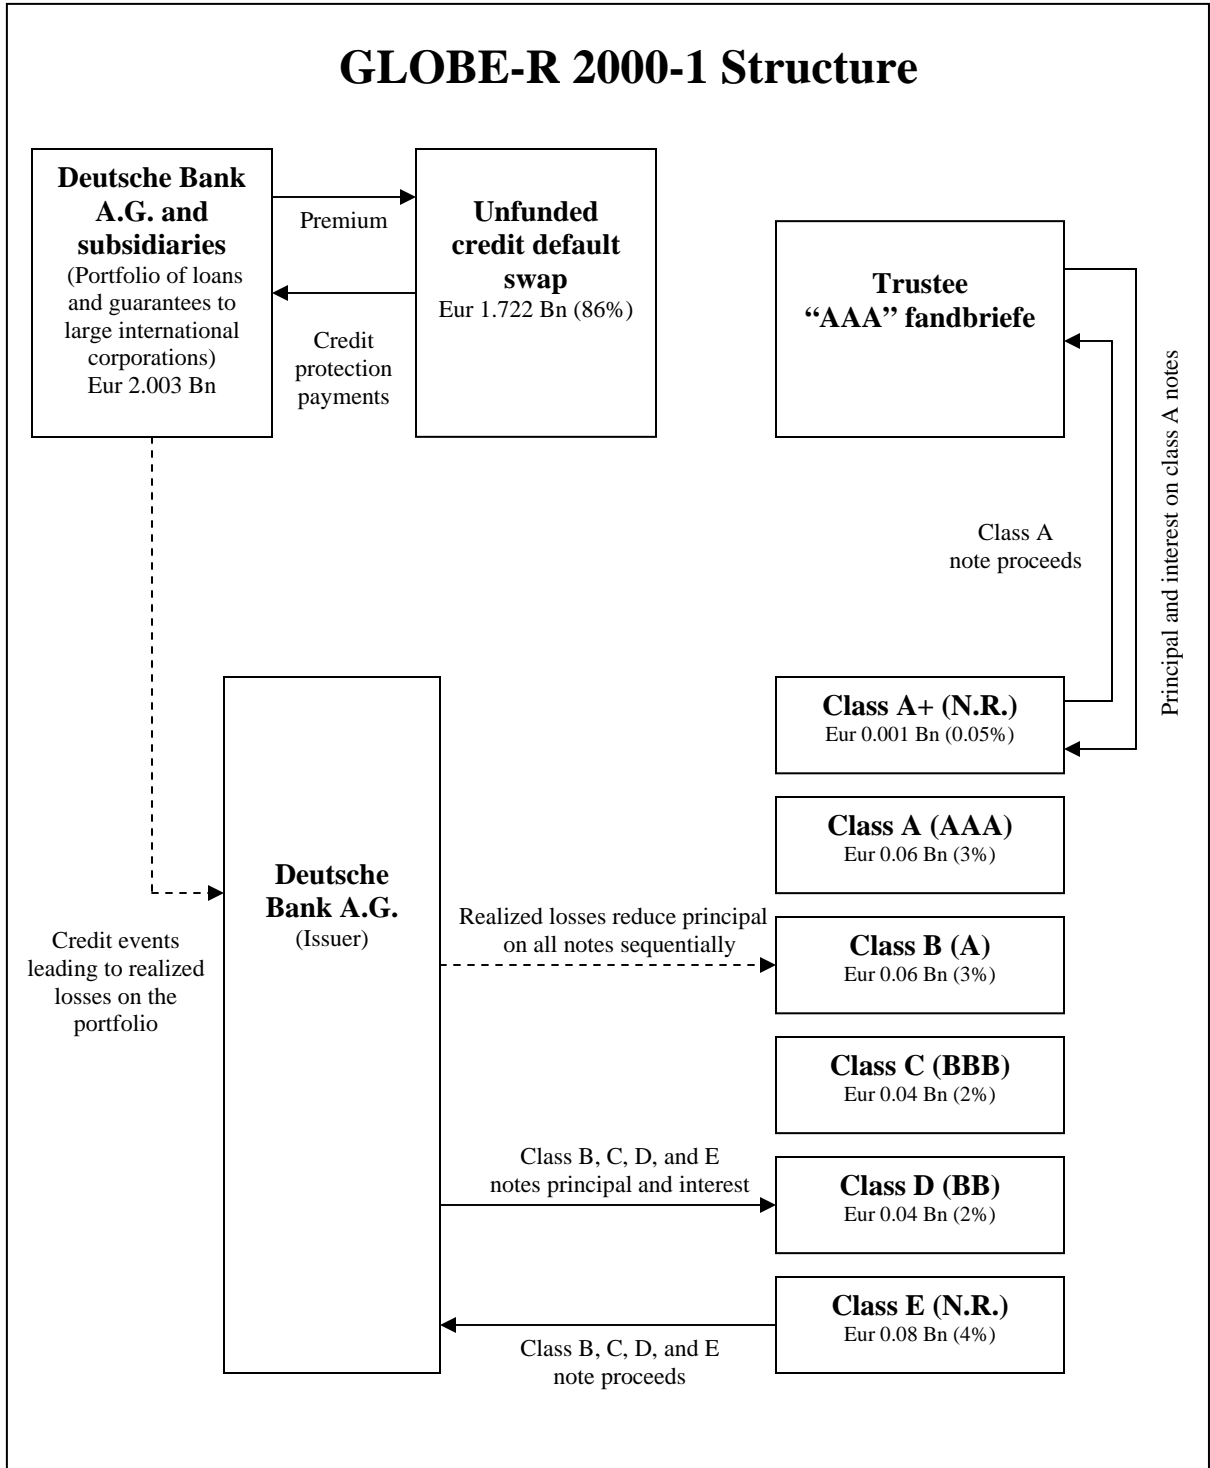 GLOBE-R 2000-1 Structure
Deutsche Bank
A.G. and
subsidiaries
(Portfolio of loans
and guarantees to
large international
corporations)
Eur 2.003 Bn
Premium
Credit
protection
payments
Unfunded
credit default
swap
Eur 1.722 Bn (86%)
Trustee
“AAA” fandbriefe
Principal and interest on class A notes
Class A
note proceeds
Class A+ (N.R.)
Eur 0.001 Bn (0.05%)
Class A (AAA)
Eur 0.06 Bn (3%)
Deutsche
Bank A.G.
(Issuer)
Credit events
leading to realized
losses on the
portfolio
Realized losses reduce principal
on all notes sequentially
Class B (A)
Eur 0.06 Bn (3%)
Class C (BBB)
Eur 0.04 Bn (2%)
Class B, C, D, and E
notes principal and interest
Class D (BB)
Eur 0.04 Bn (2%)
Class E (N.R.)
Eur 0.08 Bn (4%)
Class B, C, D, and E
note proceeds